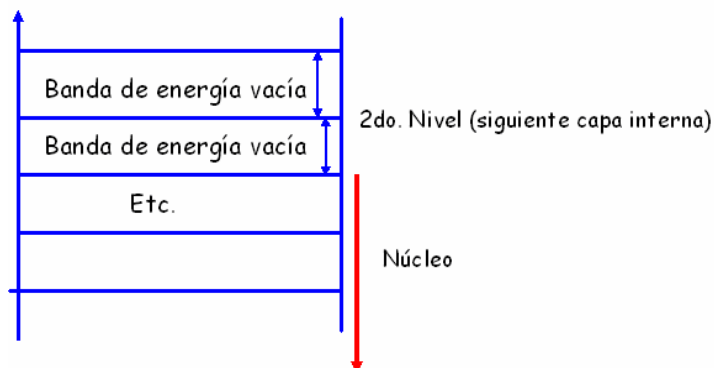 Banda de energía vacía
2do. Nivel (siguiente capa interna)
Banda de energía vacía
Etc.
Núcleo